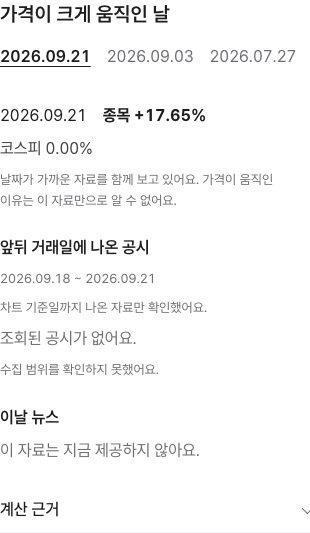 가격이 크게 움직인 날
2026.09.21 2026.09.03 2026.07.27
2026.09.21 종목 +17.65%
코스피 0.00%
날짜가 가까운 자료를 함께 보고 있어요. 가격이 움직인
이유는 이 자료만으로 알 수 없어요.
앞뒤 거래일에 나온 공시
2026.09.18 ~ 2026.09.21
차트 기준일까지 나온 자료만 확인했어요.
조회된 공시가 없어요.
수집 범위를 확인하지 못했어요.
이날 뉴스
이 자료는 지금 제공하지 않아요.
계산 근거